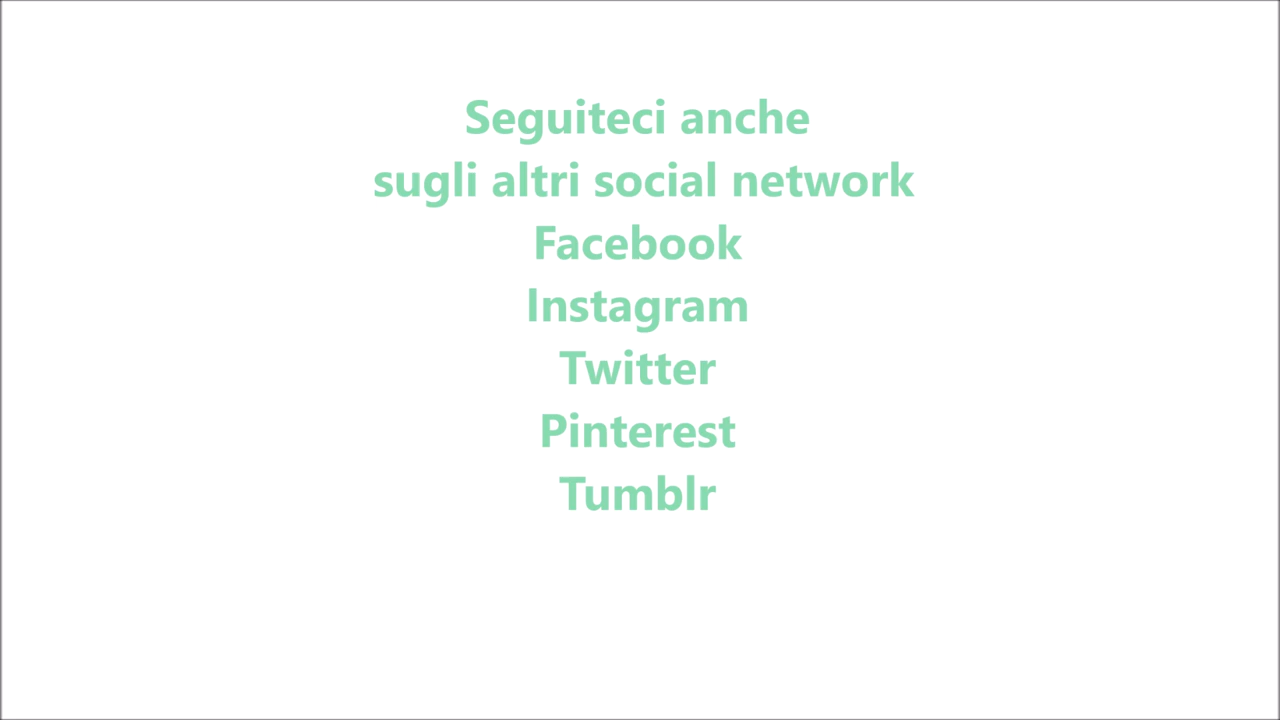 Seguiteci anche
sugli altri social network
Facebook
Instagram
Twitter
Pinterest
Tumblr